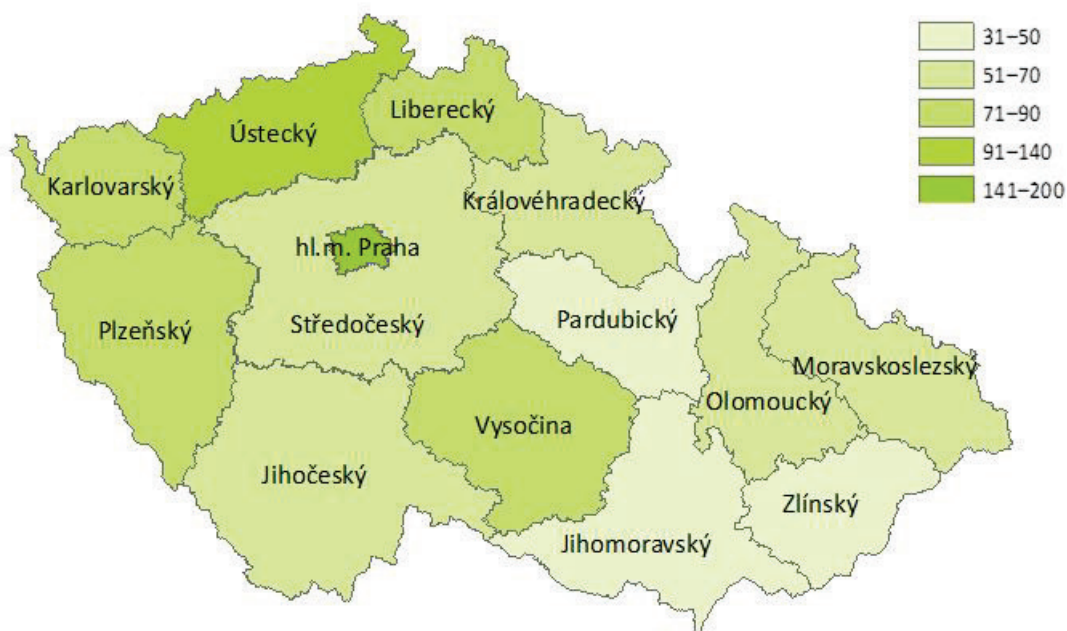 31–50
51–70
71–90
91–140
141–200
Liberecký
Ústecký
Karlovarský
Královéhradecký
hl.m. Praha
Plzeňský
Středočeský
Pardubický
Moravskoslezský
Olomoucký
Vysočina
Jihočeský
Zlínský
Jihomoravský